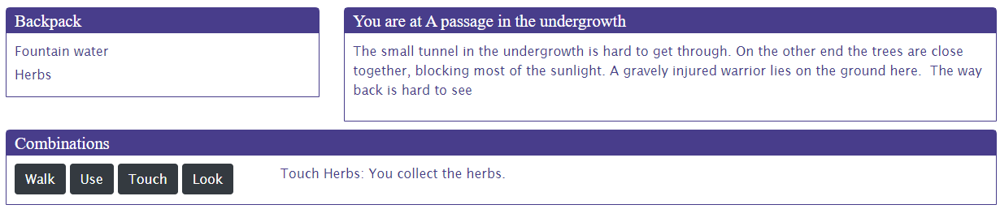 Backpack
Fountain water
Herbs
You are at A passage in the undergrowth
The small tunnel in the undergrowth is hard to get through. On the other end the trees are close
together, blocking most of the sunlight. A gravely injured warrior lies on the ground here.  The way
back is hard to see
Combinations
Walk Use Touch Look
Touch Herbs: You collect the herbs.